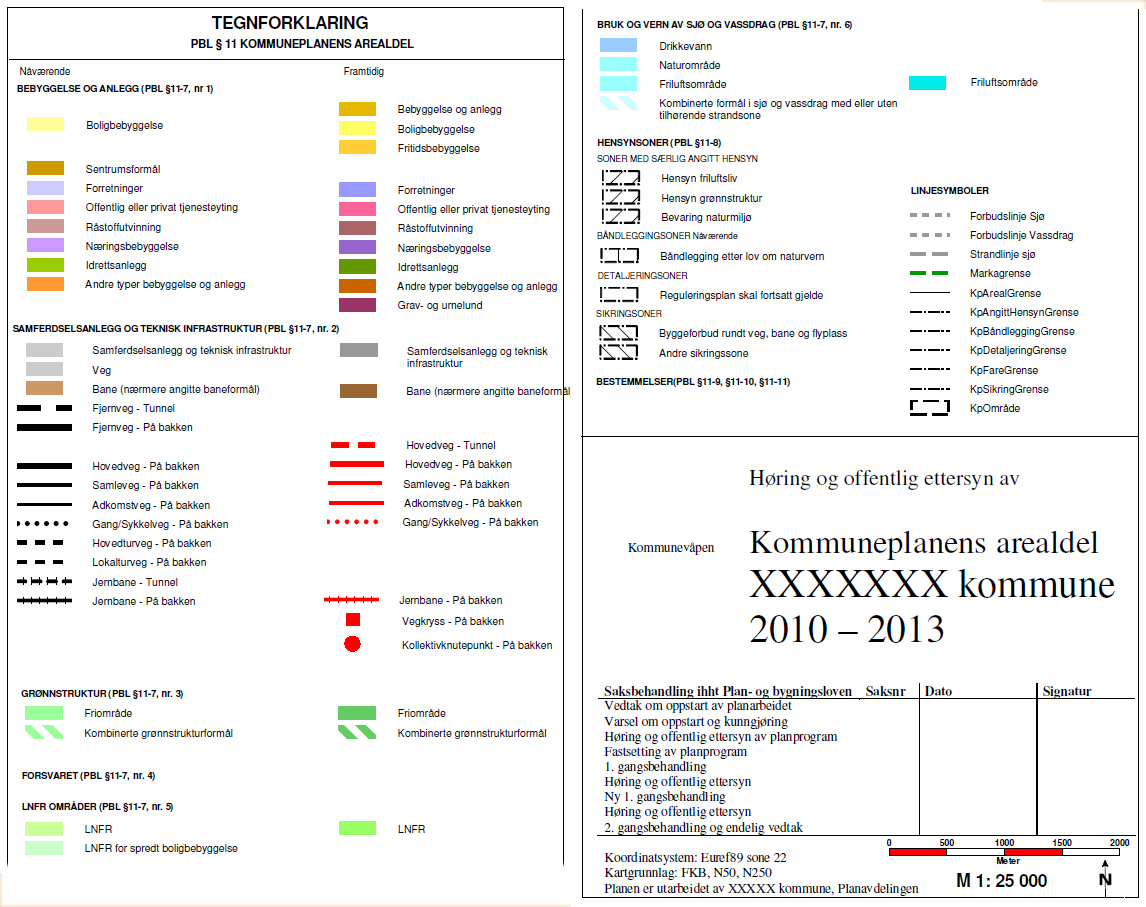 TEGNFORKLARING
PBL § 11 KOMMUNEPLANENS AREALDEL
Nåværende
Framtidig
BEBYGGELSE OG ANLEGG (PBL §11-7, nr 1)
Bebyggelse og anlegg
Boligbebyggelse
Boligbebyggelse
Fritidsbebyggelse
Sentrumsformål
Forretninger
Forretninger
Offentlig eller privat tjenesteyting
Offentlig eller privat tjenesteyting
Råstoffutvinning
Råstoffutvinning
Næringsbebyggelse
Næringsbebyggelse
Idrettsanlegg
Idrettsanlegg
Andre typer bebyggelse og anlegg
Andre typer bebyggelse og anlegg
Grav- og urnelund
SAMFERDSELSANLEGG OG TEKNISK INFRASTRUKTUR (PBL §11-7, nr. 2)
Samferdselsanlegg og teknisk infrastruktur
Samferdselsanlegg og teknisk
infrastruktur
Veg
Bane (nærmere angitte baneformål)
Bane (nærmere angitte baneformål
Fjernveg - Tunnel
Fjernveg - På bakken
Hovedveg - Tunnel
Hovedveg - På bakken
Hovedveg - På bakken
Samleveg - På bakken
Samleveg - På bakken
Adkomstveg - På bakken
Adkomstveg - På bakken
Gang/Sykkelveg - På bakken
Gang/Sykkelveg - På bakken
Hovedturveg - På bakken
Lokalturveg - På bakken
Jernbane - Tunnel
Jernbane - På bakken
Jernbane - På bakken
Vegkryss - På bakken
Kollektivknutepunkt - På bakken
GRØNNSTRUKTUR (PBL §11-7, nr. 3)
Friområde
Friområde
Kombinerte grønnstrukturformål
Kombinerte grønnstrukturformål
FORSVARET (PBL §11-7, nr. 4)
LNFR OMRÅDER (PBL §11-7, nr. 5)
LNFR
LNFR
LNFR for spredt boligbebyggelse
BRUK OG VERN AV SJØ OG VASSDRAG (PBL §11-7, nr. 6)
Drikkevann
Naturområde
Friluftsområde
Friluftsområde
Kombinerte formål i sjø og vassdrag med eller uten
tilhørende strandsone
HENSYNSONER (PBL §11-8)
SONER MED SÆRLIG ANGITT HENSYN
Hensyn friluftsliv
Hensyn grønnstruktur
Bevaring naturmiljø
BÅNDLEGGINGSONER Nåværende
Båndlegging etter lov om naturvern
DETALJERINGSONER
Reguleringsplan skal fortsatt gjelde
SIKRINGSONER
Byggeforbud rundt veg, bane og flyplass
Andre sikringssone
BESTEMMELSER(PBL §11-9, §11-10, §11-11)
LINJESYMBOLER
Forbudslinje Sjø
Forbudslinje Vassdrag
Strandlinje sjø
Markagrense
KpArealGrense
KpAngittHensynGrense
KpBåndleggingGrense
KpDetaljeringGrense
KpFareGrense
KpSikringGrense
KpOmråde
Høring og offentlig ettersyn av
Kommunevåpen
Kommuneplanens arealdel
XXXXXXX kommune
2010 – 2013
Saksbehandling ihht Plan- og bygningsloven Saksnr Dato Signatur
Vedtak om oppstart av planarbeidet
Varsel om oppstart og kunngjøring
Høring og offentlig ettersyn av planprogram
Fastsetting av planprogram
1. gangsbehandling
Høring og offentlig ettersyn
Ny 1. gangsbehandling
Høring og offentlig ettersyn
2. gangsbehandling og endelig vedtak
0 500 1000 1500 2000
Meter
Koordinatsystem: Euref89 sone 22
Kartgrunnlag: FKB, N50, N250
Planen er utarbeidet av XXXXX kommune, Planavdelingen
M 1: 25 000
N